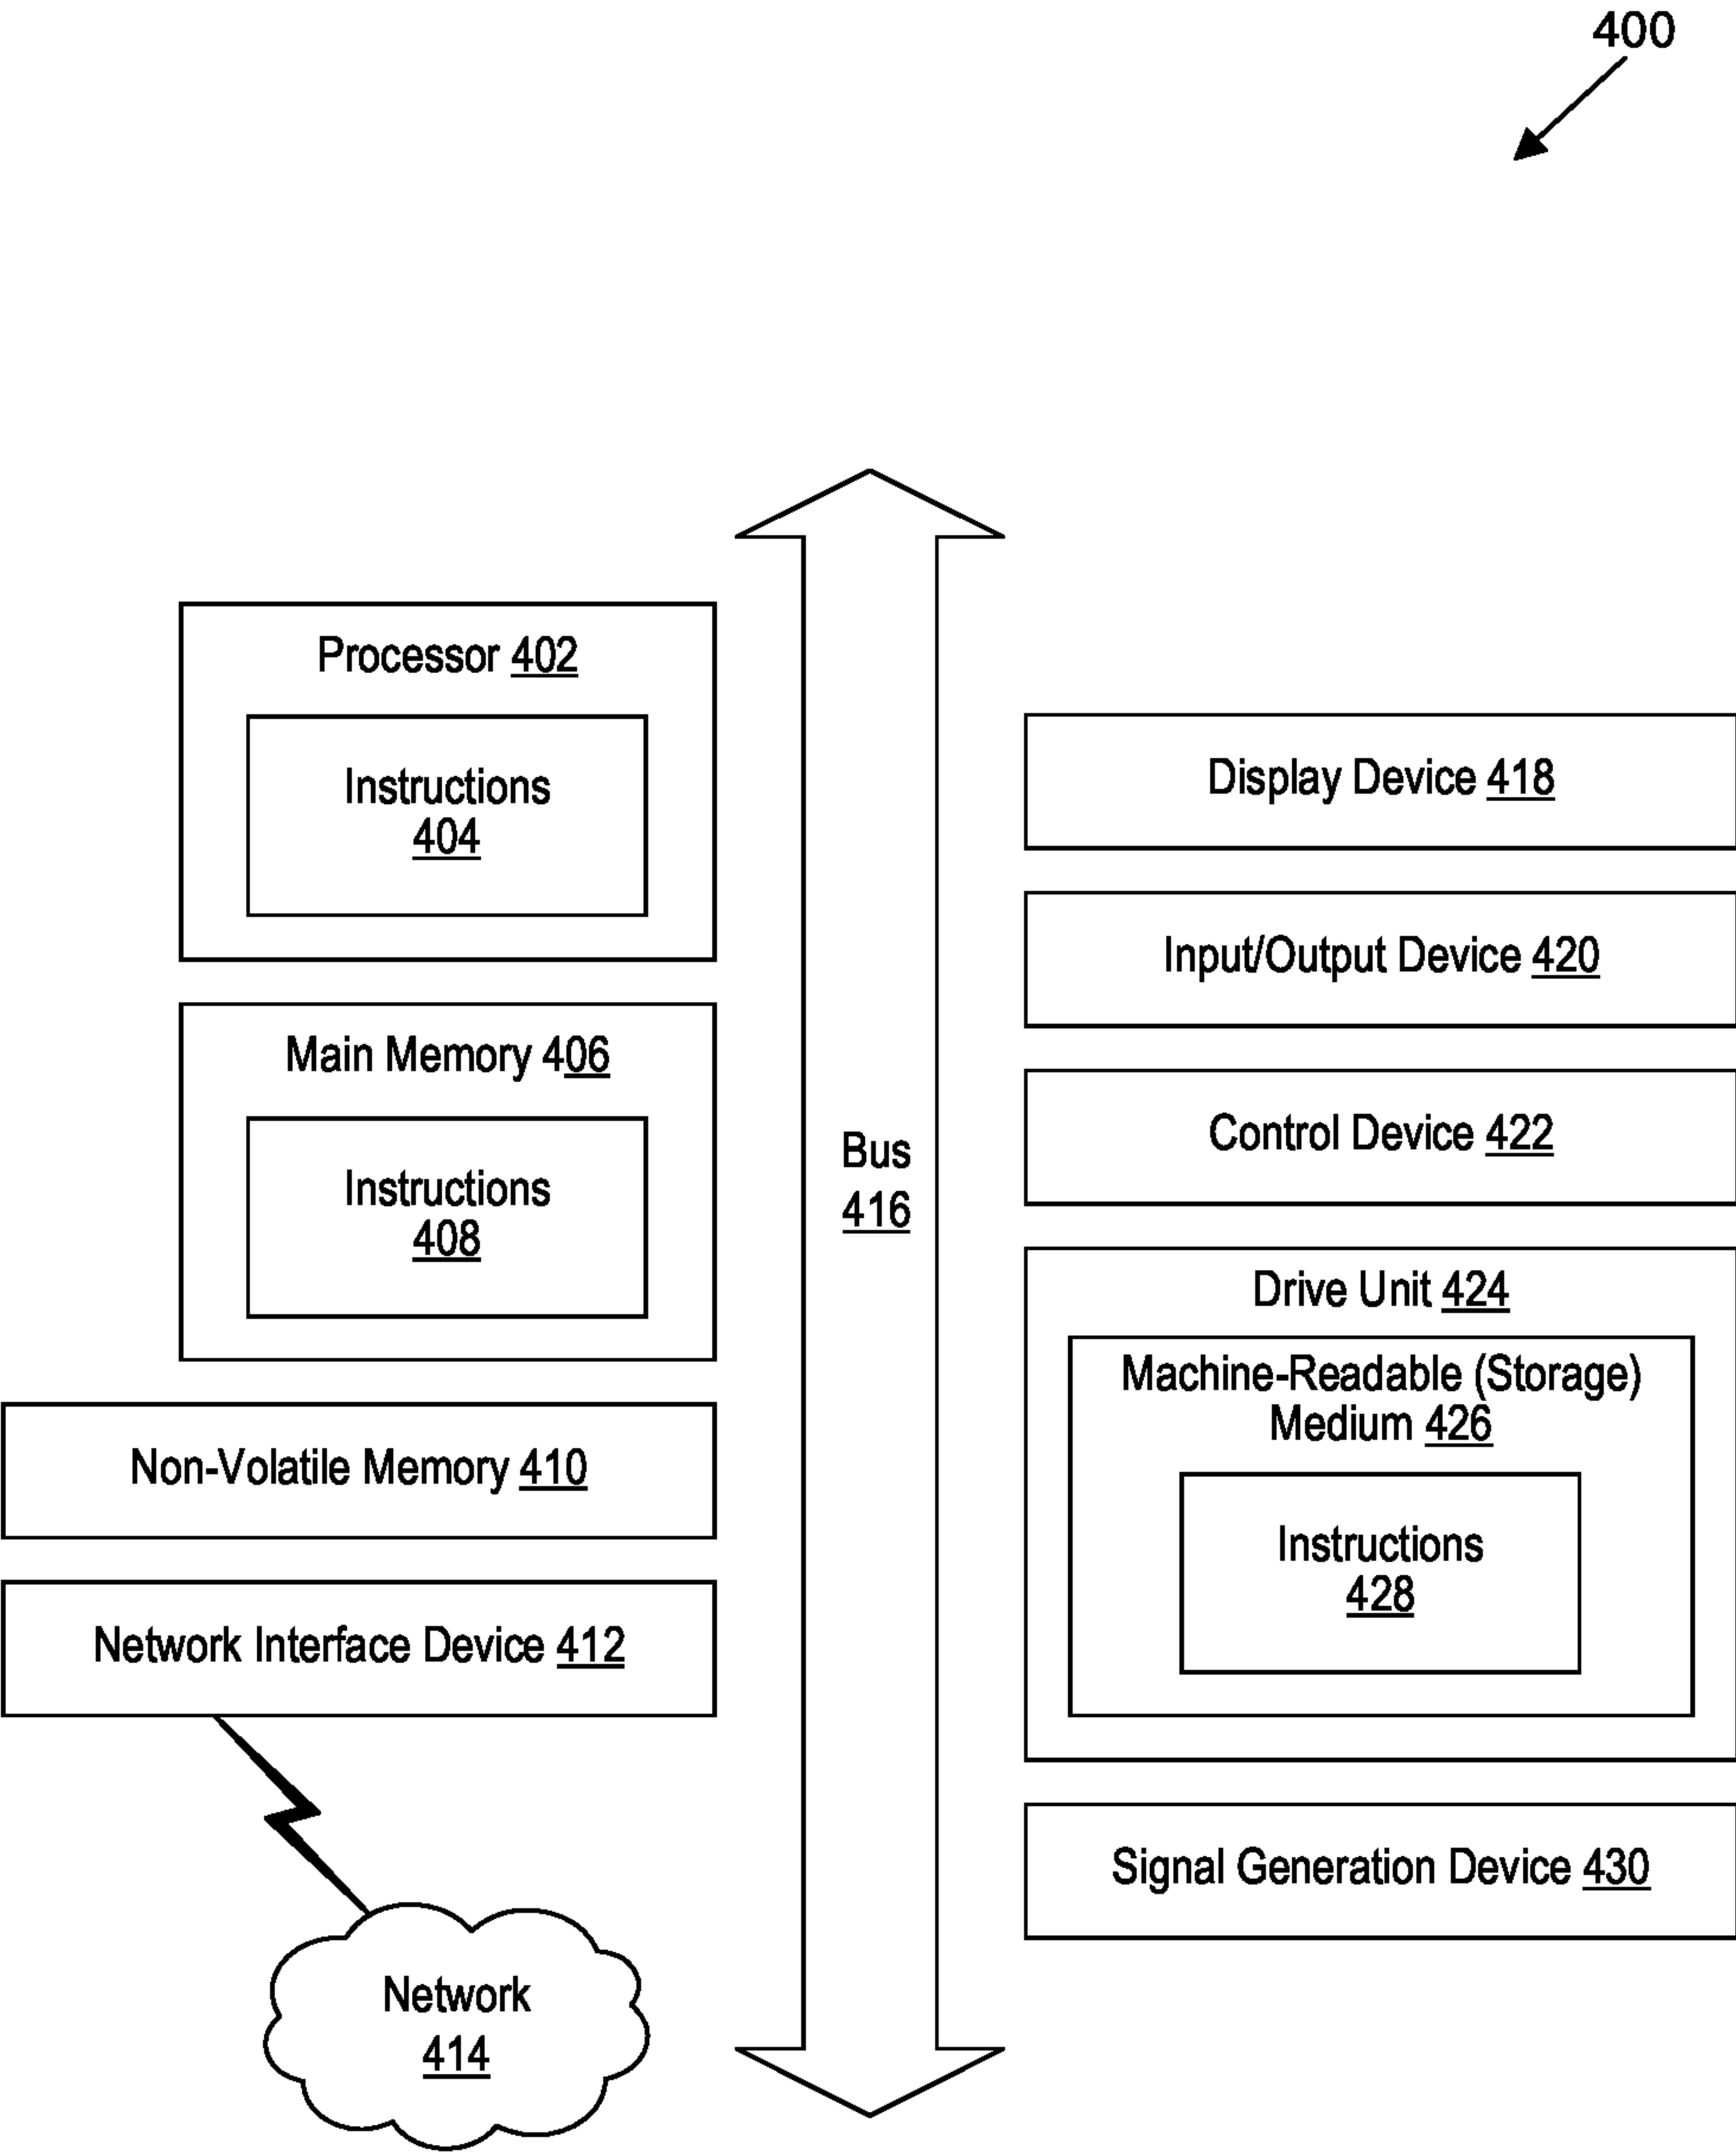 400
Processor 402
Instructions
404
Main Memory 406
Instructions
408
Non-Volatile Memory 410
Network Interface Device 412
Network
414
Bus
416
Display Device 418
Input/Output Device 420
Control Device 422
Drive Unit 424
Machine-Readable (Storage)
Medium 426
Instructions
428
Signal Generation Device 430